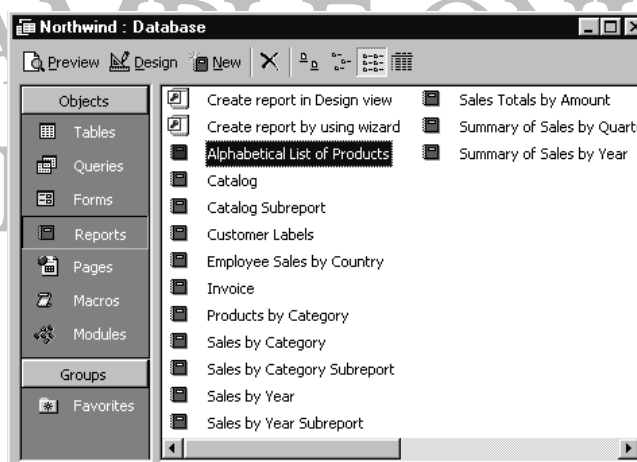 Northwind : Database
Preview Design New
Objects
Tables
Queries
Forms
Reports
Pages
Macros
Modules
Groups
Favorites
Create report in Design view
Create report by using wizard
Alphabetical List of Products
Catalog
Catalog Subreport
Customer Labels
Employee Sales by Country
Invoice
Products by Category
Sales by Category
Sales by Category Subreport
Sales by Year
Sales by Year Subreport
Sales Totals by Amount
Summary of Sales by Quart
Summary of Sales by Year